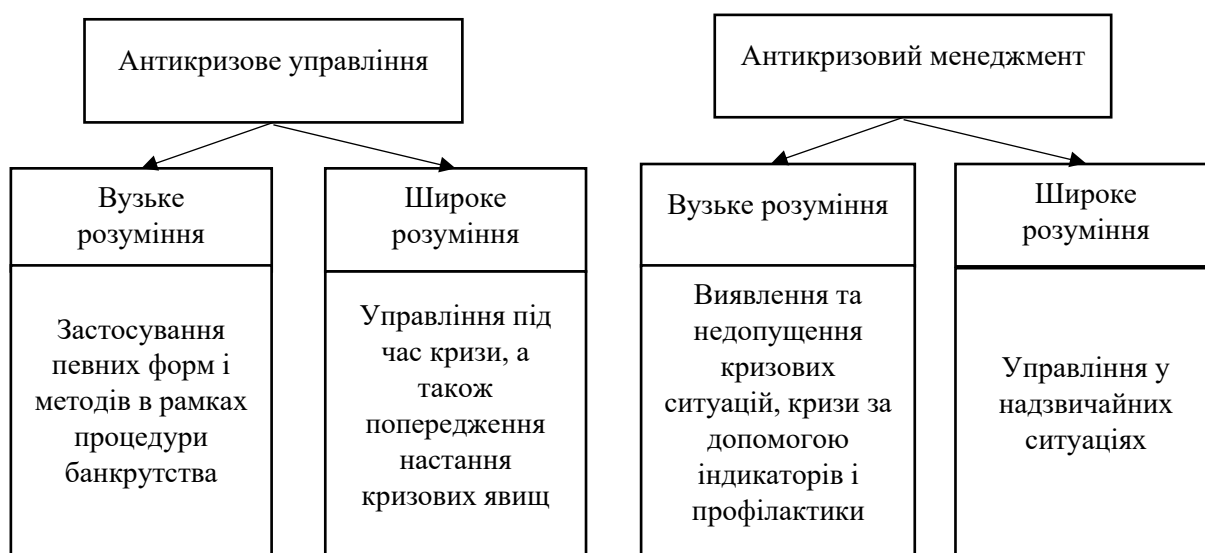 Антикризове управління
Антикризовий менеджмент
Вузьке
розуміння
Широке
розуміння
Вузьке розуміння
Широке
розуміння
Застосування
певних форм і
методів в рамках
процедури
банкрутства
Управління під
час кризи, а
також
попередження
настання
кризових явищ
Виявлення та
недопущення
кризових
ситуацій, кризи за
допомогою
індикаторів і
профілактики
Управління у
надзвичайних
ситуаціях